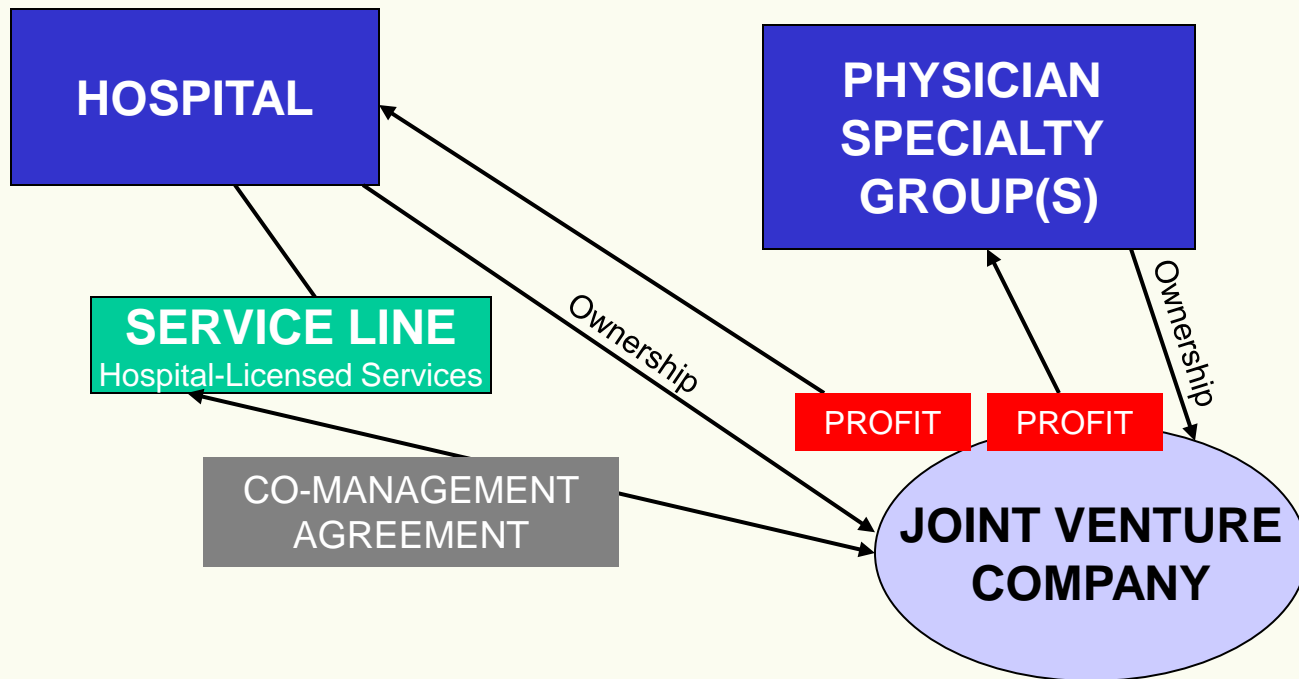 HOSPITAL
PHYSICIAN
SPECIALTY
GROUP(S)
Ownership
Ownership
SERVICE LINE
Hospital-Licensed Services
PROFIT
PROFIT
CO-MANAGEMENT
AGREEMENT
JOINT VENTURE
COMPANY